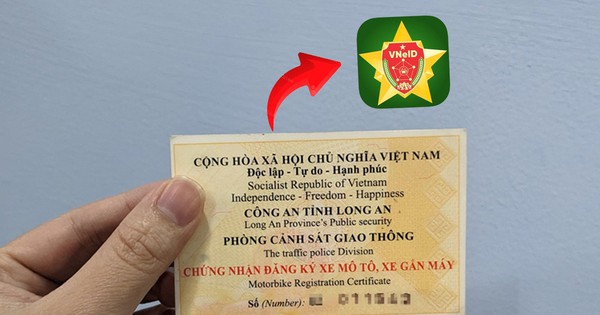 VNeID
CỘNG HÒA XÃ HỘI CHỦ NGHĨA VIỆT NAM
Độc lập - Tự do - Hạnh phúc
Socialist Republic of Vietnam
Independence - Freedom - Happiness
CÔNG AN TỈNH LONG AN
Long An Province's Public security
PHÒNG CẢNH SÁT GIAO THÔNG
The traffic police Division
CHỨNG NHẬN ĐĂNG KÝ XE MÔ TÔ, XE GẮN MÁY
Motorbike Registration Certificate
Số (Number):